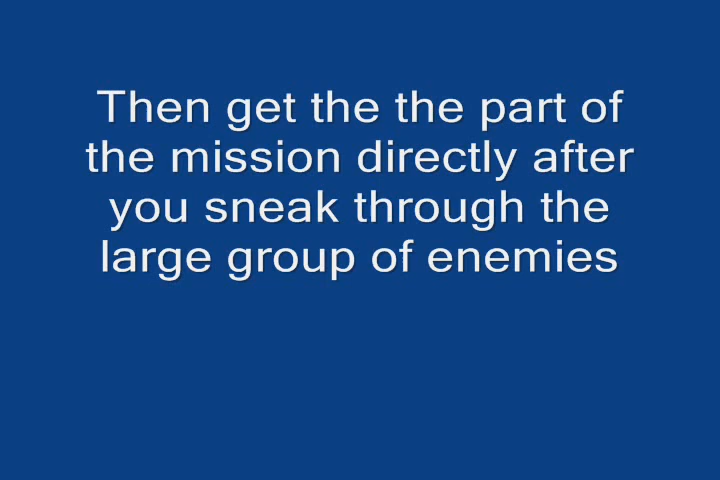 Then get the the part of
the mission directly after
you sneak through the
large group of enemies